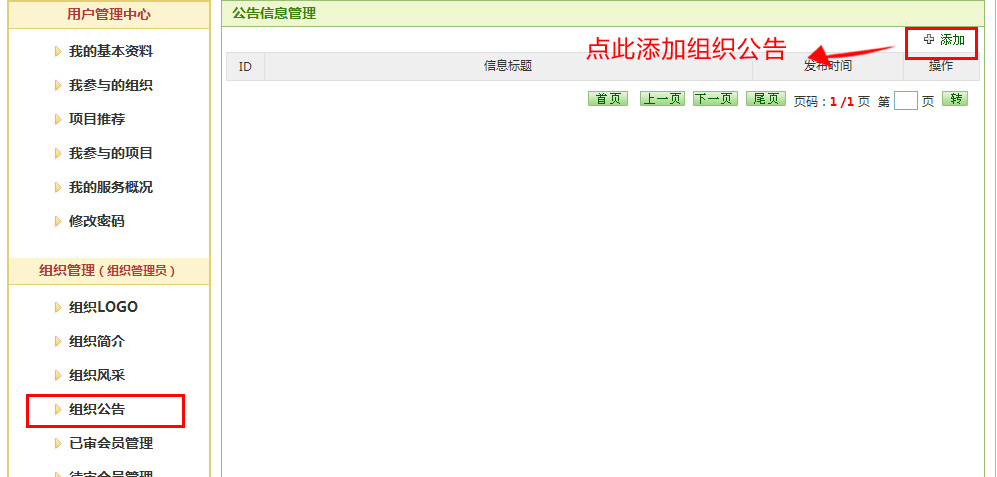 用户管理中心
我的基本资料
我参与的组织
项目推荐
我参与的项目
我的服务概况
修改密码
组织管理（组织管理员）
组织LOGO
组织简介
组织风采
组织公告
已审会员管理
待审会员管理
公告信息管理
点此添加组织公告
添加
ID 信息标题 发布时间 操作
首页 上一页 下一页 尾页 页码：1 /1 页 第 页 转